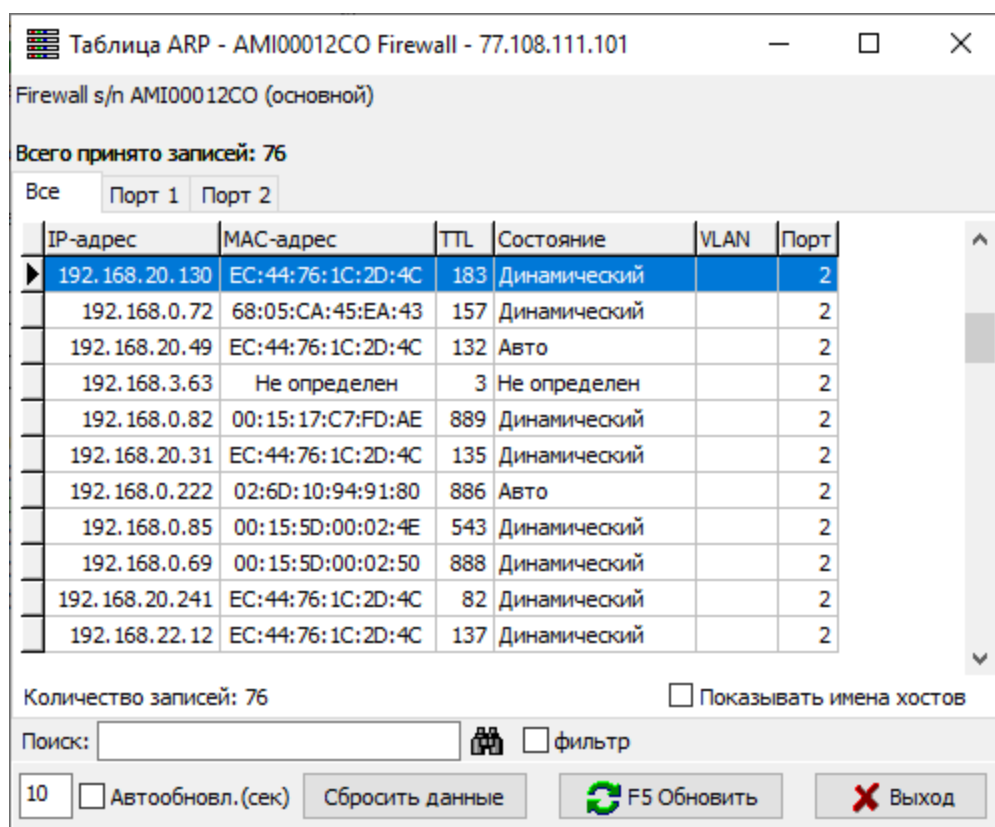 Таблица ARP - AMI00012CO Firewall - 77.108.111.101
Firewall s/n AMI00012CO (основной)
Всего принято записей: 76
Все Порт 1 Порт 2
IP-адрес MAC-адрес TTL Состояние VLAN Порт
192.168.20.130 EC:44:76:1C:2D:4C 183 Динамический 2
192.168.0.72 68:05:CA:45:EA:43 157 Динамический 2
192.168.20.49 EC:44:76:1C:2D:4C 132 Авто 2
192.168.3.63 Не определен 3 Не определен 2
192.168.0.82 00:15:17:C7:FD:AE 889 Динамический 2
192.168.20.31 EC:44:76:1C:2D:4C 135 Динамический 2
192.168.0.222 02:6D:10:94:91:80 886 Авто 2
192.168.0.85 00:15:5D:00:02:4E 543 Динамический 2
192.168.0.69 00:15:5D:00:02:50 888 Динамический 2
192.168.20.241 EC:44:76:1C:2D:4C 82 Динамический 2
192.168.22.12 EC:44:76:1C:2D:4C 137 Динамический 2
Количество записей: 76 Показывать имена хостов
Поиск: фильтр
10 Автообновл.(сек) Сбросить данные F5 Обновить Выход